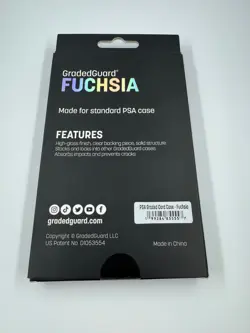 GradedGuard®
FUCHSIA
Made for standard PSA case
FEATURES
High-gloss finish, clear backing piece, solid structure
Stacks and locks into other GradedGuard cases
Absorbs impacts and prevents cracks
gradedguard.com
PSA Graded Card Case - Fuchsia
Copyright © GradedGuard LLC
US Patent No. D1053554
Made in China